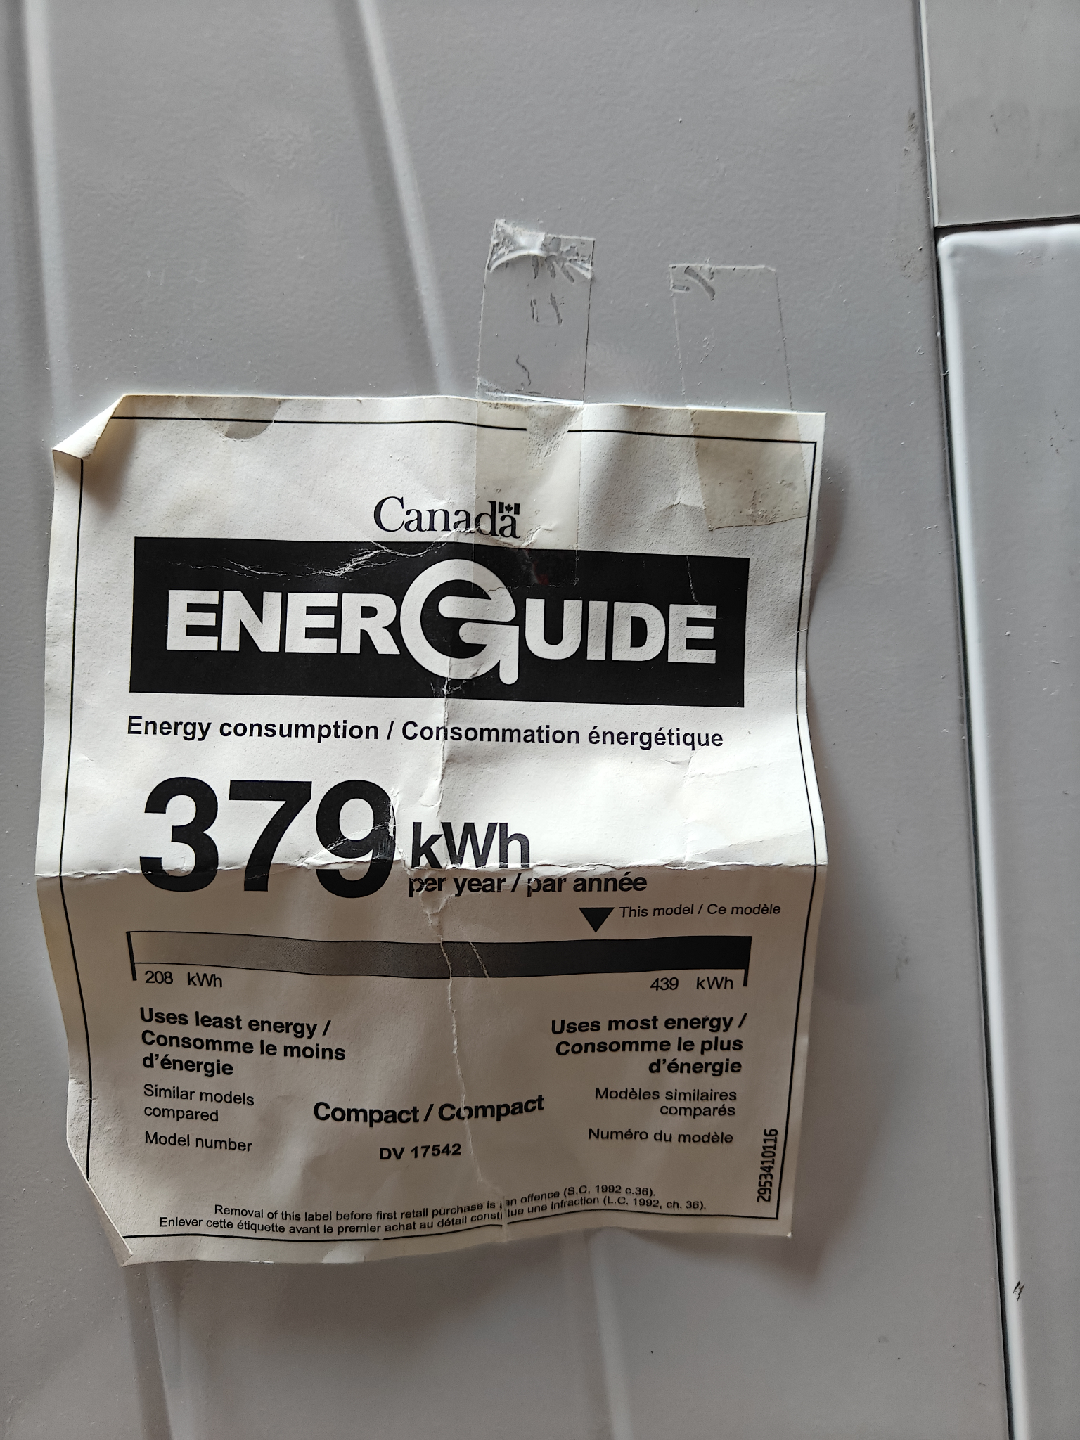 Canada
ENERGUIDE
Energy consumption / Consommation énergétique
379 kWh
per year / par année
This model / Ce modèle
208 kWh
439 kWh
Uses least energy /
Consomme le moins
d'énergie
Uses most energy /
Consomme le plus
d'énergie
Similar models
compared
Compact / Compact
Modèles similaires
comparés
Model number
DV 17542
Numéro du modèle
2953410116
Removal of this label before first retail purchase is an offence (S.C. 1992 c.36).
Enlever cette étiquette avant le premier achat au détail constitue une infraction (L.C. 1992, ch. 36).